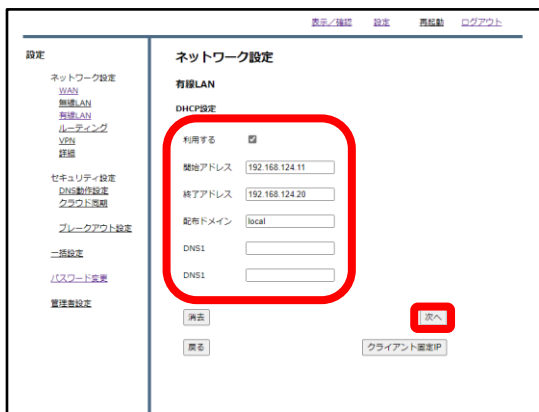 表示／確認 設定 再起動 ログアウト
設定
ネットワーク設定
WAN
無線LAN
有線LAN
ルーティング
VPN
詳細
セキュリティ設定
DNS動作設定
クラウド同期
ブレークアウト設定
一括設定
パスワード変更
管理者設定
ネットワーク設定
有線LAN
DHCP設定
利用する
開始アドレス 192.168.124.11
終了アドレス 192.168.124.20
配布ドメイン local
DNS1
DNS1
消去 次へ
戻る クライアント固定IP